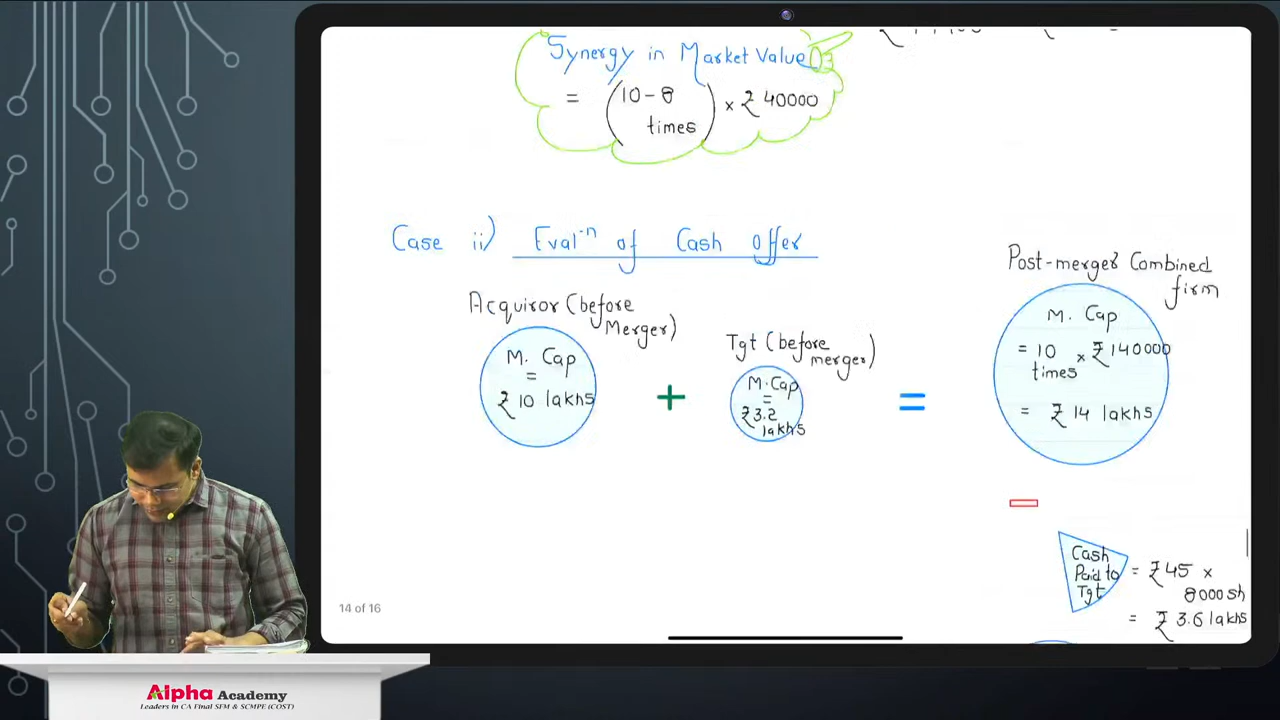 Synergy in Market Value
= (10-8 times) × ₹ 40000
Case ii) Eval-n of Cash Offer
Acquiror (before
Merger)
M. Cap
=
₹ 10 lakhs
+
Tgt (before
merger)
M. Cap
=
₹3.2
lakhs
=
Post-merger Combined
firm
M. Cap
= 10 times × ₹ 140000
= ₹ 14 lakhs
Cash
Paid to
Tgt
= ₹45 ×
8000 sh
= ₹ 3.6 lakhs
14 of 16
Alpha Academy
Leaders in CA Final SFM & SCMPE (COST)